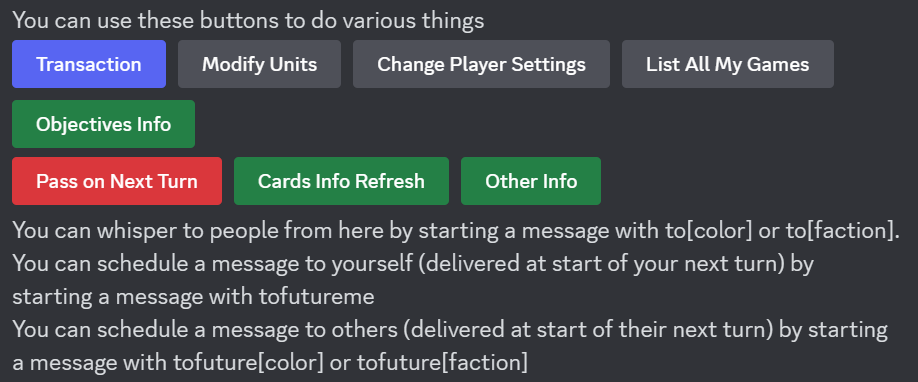 You can use these buttons to do various things
Transaction
Modify Units
Change Player Settings
List All My Games
Objectives Info
Pass on Next Turn
Cards Info Refresh
Other Info
You can whisper to people from here by starting a message with to[color] or to[faction].
You can schedule a message to yourself (delivered at start of your next turn) by
starting a message with tofutureme
You can schedule a message to others (delivered at start of their next turn) by starting
a message with tofuture[color] or tofuture[faction]